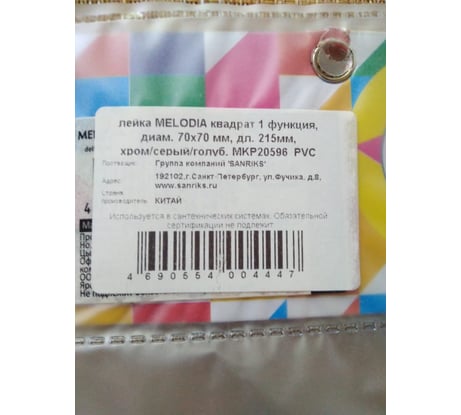 лейка MELODIA квадрат 1 функция,
диам. 70x70 мм, дл. 215мм,
хром/серый/голуб. MKP20596 PVC
Поставщик: Группа компаний "SANRIKS"
Адрес: 192102,г.Санкт-Петербург, ул.Фучика, д.8,
www.sanriks.ru
Страна
производитель: КИТАЙ
Используется в сантехнических системах. Обязательной
сертификации не подлежит
4 690554 004447